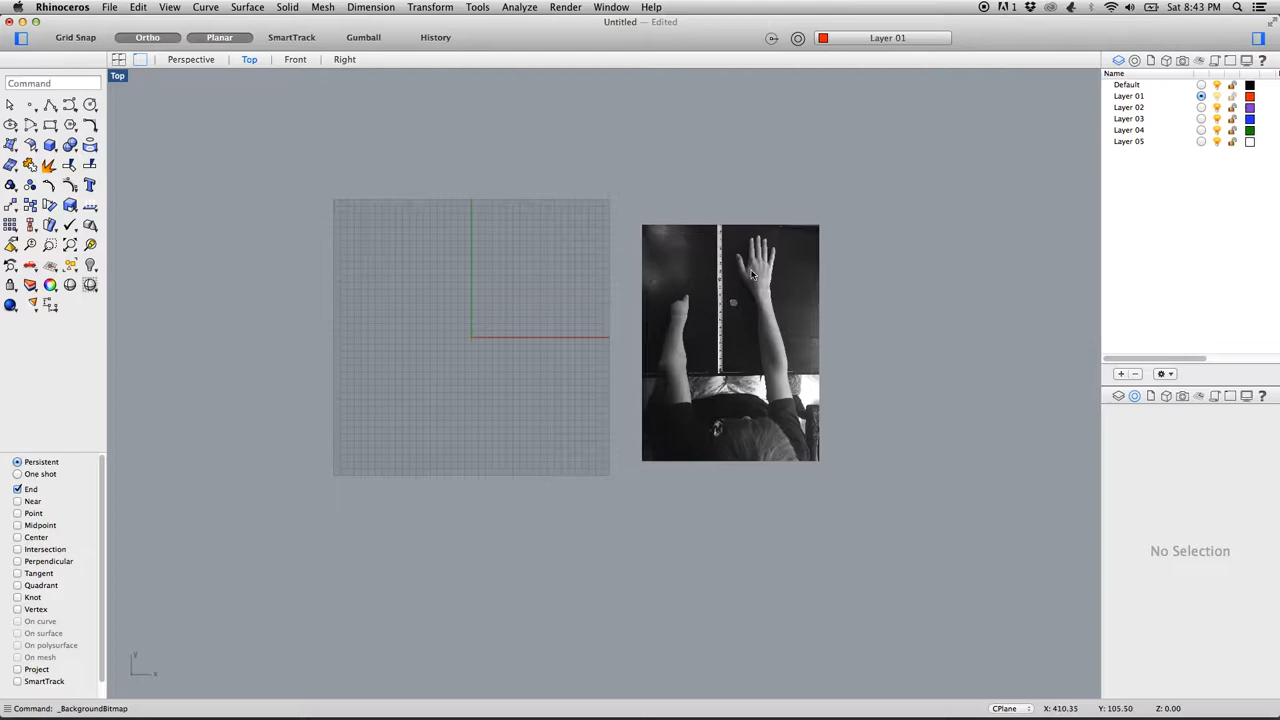 Rhinoceros File Edit View Curve Surface Solid Mesh Dimension Transform Tools Analyze Render Window Help
1 Sat 8:43 PM
Untitled — Edited
Grid Snap Ortho Planar SmartTrack Gumball History Layer 01
Perspective Top Front Right
Top
Command
Name
Default
Layer 01
Layer 02
Layer 03
Layer 04
Layer 05
No Selection
Persistent
One shot
End
Near
Point
Midpoint
Center
Intersection
Perpendicular
Tangent
Quadrant
Knot
Vertex
On curve
On surface
On polysurface
On mesh
Project
SmartTrack
y
x
Command: _BackgroundBitmap
CPlane X: 410.35 Y: 105.50 Z: 0.00